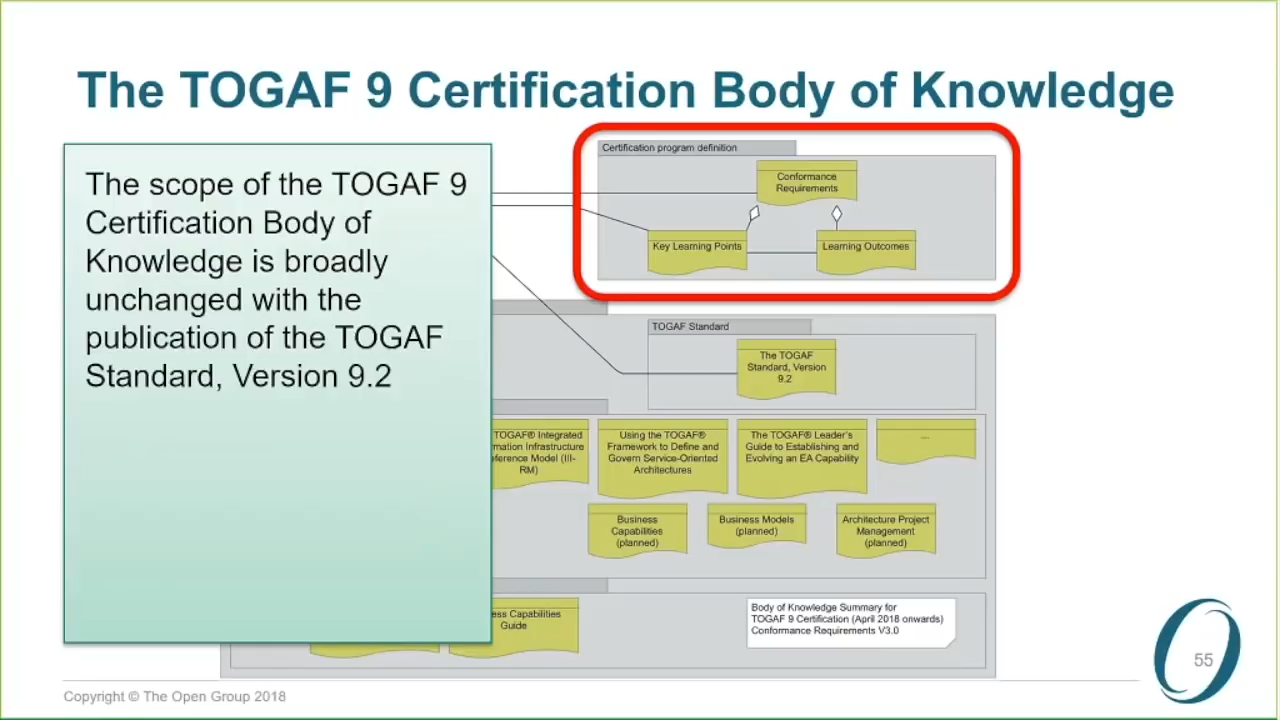 The TOGAF 9 Certification Body of Knowledge
The scope of the TOGAF 9
Certification Body of
Knowledge is broadly
unchanged with the
publication of the TOGAF
Standard, Version 9.2
Certification program definition
Conformance
Requirements
Key Learning Points
Learning Outcomes
TOGAF Standard
The TOGAF
Standard, Version
9.2
TOGAF® Integrated
mation Infrastructure
eference Model (III-
RM)
Using the TOGAF®
Framework to Define and
Govern Service-Oriented
Architectures
The TOGAF® Leader's
Guide to Establishing and
Evolving an EA Capability
...
Business
Capabilities
(planned)
Business Models
(planned)
Architecture Project
Management
(planned)
ess Capabilities
Guide
Body of Knowledge Summary for
TOGAF 9 Certification (April 2018 onwards)
Conformance Requirements V3.0
55
Copyright © The Open Group 2018